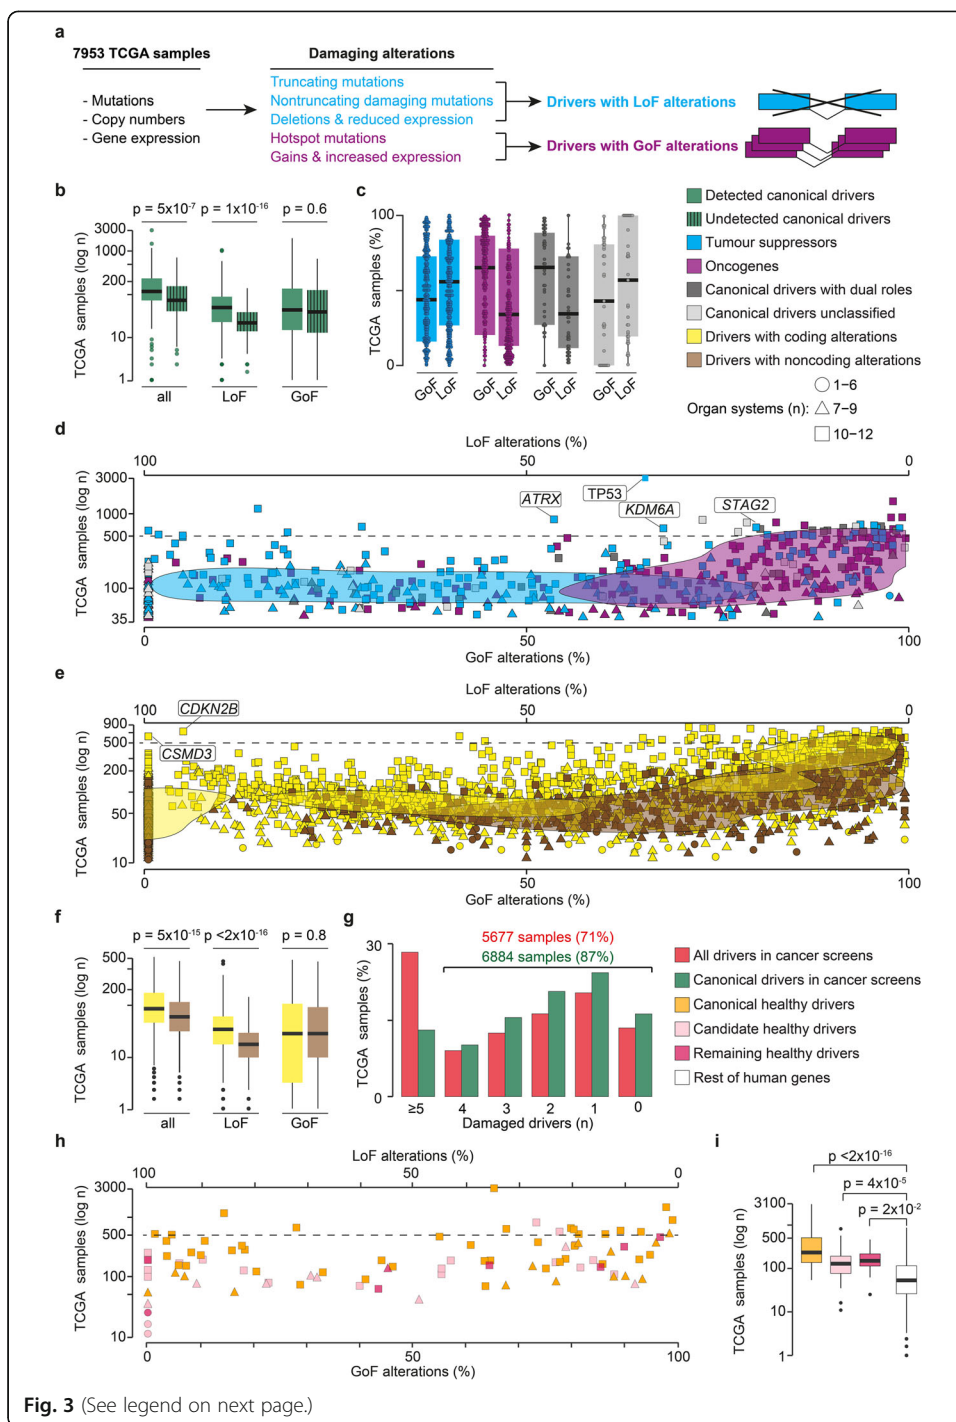 a
7953 TCGA samples
Damaging alterations
- Mutations
- Copy numbers
- Gene expression
Truncating mutations
Nontruncating damaging mutations
Deletions & reduced expression
Hotspot mutations
Gains & increased expression
Drivers with LoF alterations
Drivers with GoF alterations
b
p = 5x10-7 p = 1x10-16 p = 0.6
TCGA samples (log n)
3000
1000
200
10
1
all LoF GoF
c
TCGA samples (%)
100
0
GoF LoF GoF LoF GoF LoF GoF LoF
Detected canonical drivers
Undetected canonical drivers
Tumour suppressors
Oncogenes
Canonical drivers with dual roles
Canonical drivers unclassified
Drivers with coding alterations
Drivers with noncoding alterations
Organ systems (n):
1−6
7−9
10−12
d
LoF alterations (%)
100 50 0
TCGA samples (log n)
3000
1000
500
100
35
ATRX
TP53
KDM6A
STAG2
0 50 100
GoF alterations (%)
e
LoF alterations (%)
100 50 0
TCGA samples (log n)
900
500
200
50
10
CDKN2B
CSMD3
0 50 100
GoF alterations (%)
f
p = 5x10-15 p <2x10-16 p = 0.8
TCGA samples (log n)
500
200
10
1
all LoF GoF
g
5677 samples (71%)
6884 samples (87%)
TCGA samples (%)
30
0
≥5 4 3 2 1 0
Damaged drivers (n)
All drivers in cancer screens
Canonical drivers in cancer screens
Canonical healthy drivers
Candidate healthy drivers
Remaining healthy drivers
Rest of human genes
h
LoF alterations (%)
100 50 0
TCGA samples (log n)
3000
500
100
10
0 50 100
GoF alterations (%)
i
p <2x10-16
p = 4x10-5
p = 2x10-2
TCGA samples (log n)
3100
500
100
10
1
Fig. 3 (See legend on next page.)